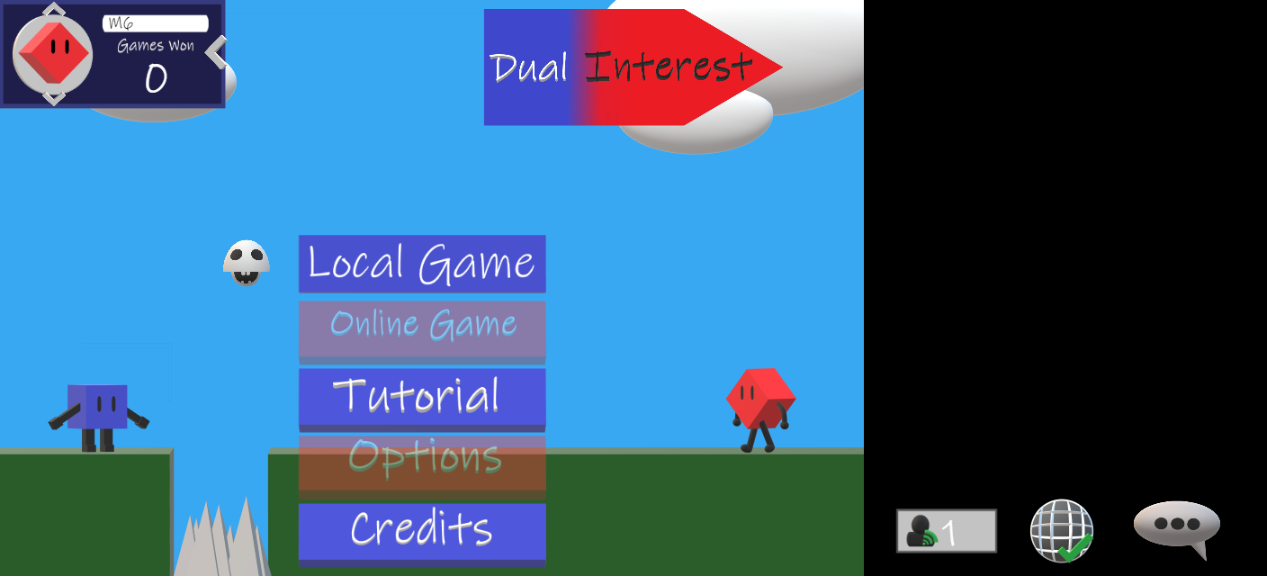 M6
Games Won
0
Dual Interest
Local Game
Online Game
Tutorial
Options
Credits
1